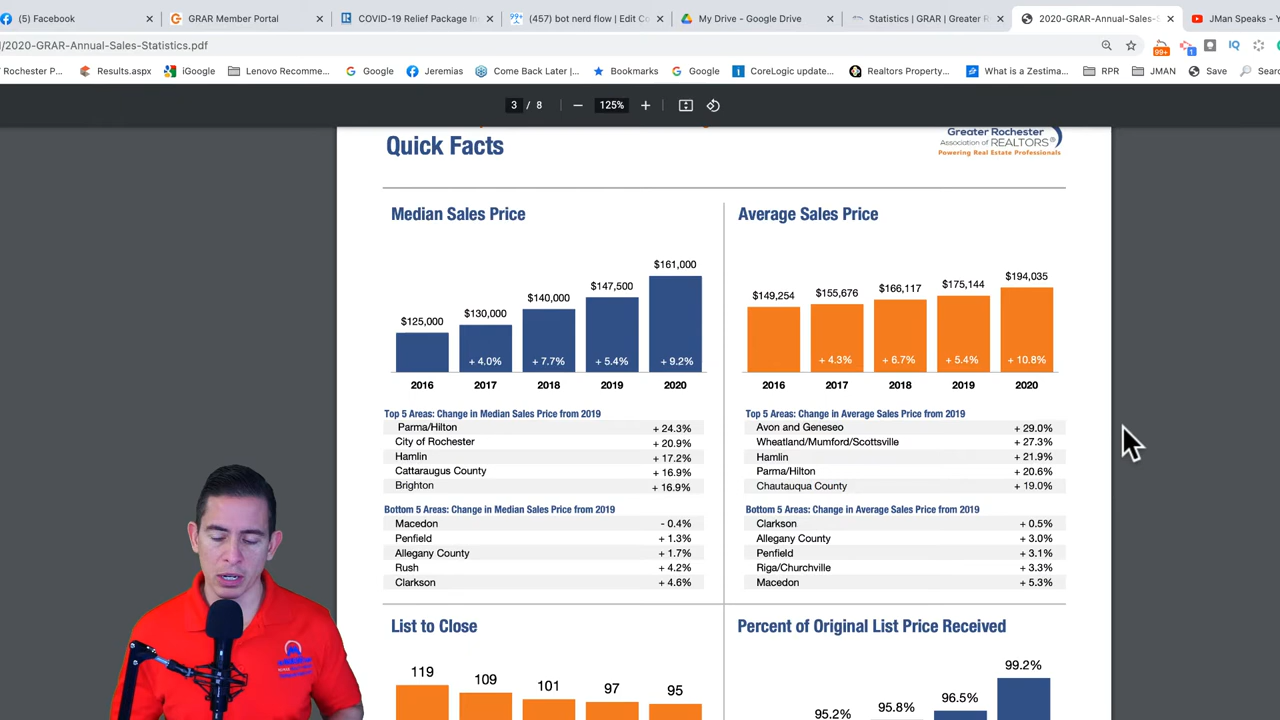 (5) Facebook
GRAR Member Portal
COVID-19 Relief Package In
(457) bot nerd flow | Edit Co
My Drive - Google Drive
Statistics | GRAR | Greater R
2020-GRAR-Annual-Sales-S
JMan Speaks - Y
/2020-GRAR-Annual-Sales-Statistics.pdf
Rochester P...
Results.aspx
iGoogle
Lenovo Recomme...
Google
Jeremias
Come Back Later |...
Bookmarks
Google
CoreLogic update...
Realtors Property...
What is a Zestima...
RPR
JMAN
Save
Searc
3 / 8
125%
Quick Facts
Greater Rochester
Association of REALTORS®
Powering Real Estate Professionals
Median Sales Price
$125,000 $130,000 $140,000 $147,500 $161,000
+ 4.0% + 7.7% + 5.4% + 9.2%
2016 2017 2018 2019 2020
Top 5 Areas: Change in Median Sales Price from 2019
Parma/Hilton + 24.3%
City of Rochester + 20.9%
Hamlin + 17.2%
Cattaraugus County + 16.9%
Brighton + 16.9%
Bottom 5 Areas: Change in Median Sales Price from 2019
Macedon - 0.4%
Penfield + 1.3%
Allegany County + 1.7%
Rush + 4.2%
Clarkson + 4.6%
Average Sales Price
$149,254 $155,676 $166,117 $175,144 $194,035
+ 4.3% + 6.7% + 5.4% + 10.8%
2016 2017 2018 2019 2020
Top 5 Areas: Change in Average Sales Price from 2019
Avon and Geneseo + 29.0%
Wheatland/Mumford/Scottsville + 27.3%
Hamlin + 21.9%
Parma/Hilton + 20.6%
Chautauqua County + 19.0%
Bottom 5 Areas: Change in Average Sales Price from 2019
Clarkson + 0.5%
Allegany County + 3.0%
Penfield + 3.1%
Riga/Churchville + 3.3%
Macedon + 5.3%
List to Close
119 109 101 97 95
Percent of Original List Price Received
95.2% 95.8% 96.5% 99.2%